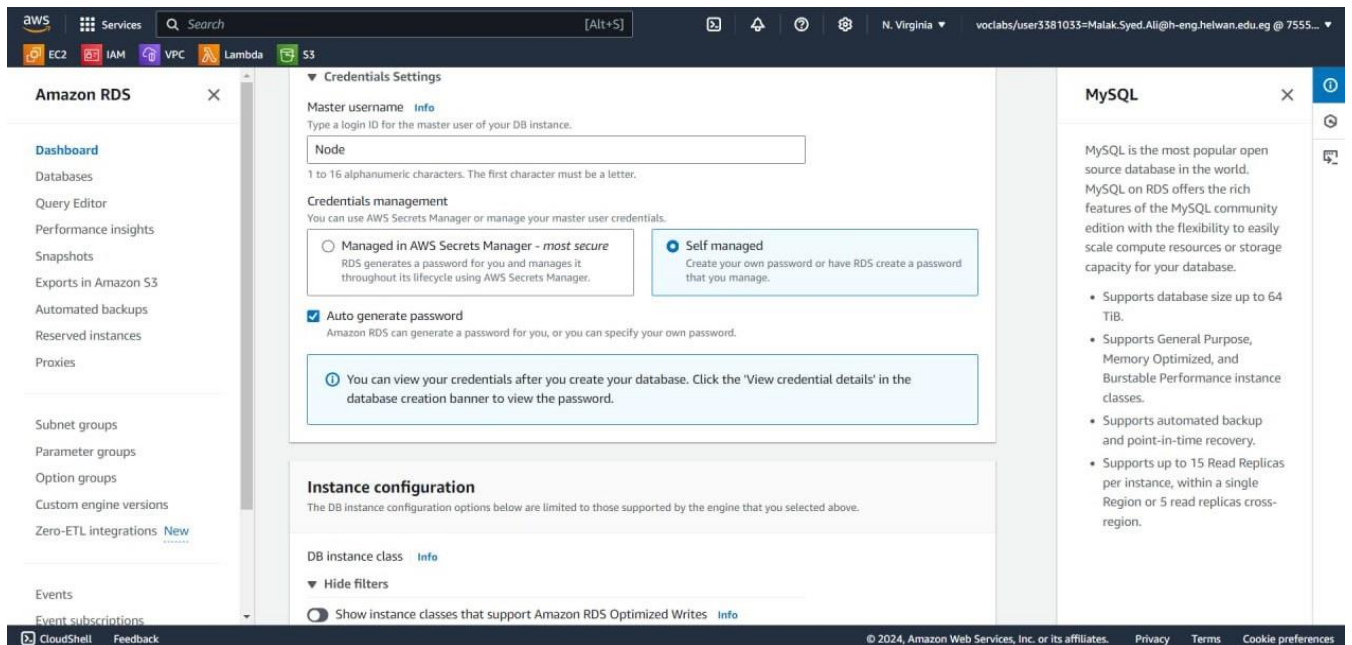 aws
Services
Search
[Alt+S]
N. Virginia
voclabs/user3381033=Malak.Syed.Ali@h-eng.helwan.edu.eg @ 7555...
EC2
IAM
VPC
Lambda
S3
Amazon RDS
Dashboard
Databases
Query Editor
Performance insights
Snapshots
Exports in Amazon S3
Automated backups
Reserved instances
Proxies
Subnet groups
Parameter groups
Option groups
Custom engine versions
Zero-ETL integrations New
Events
Event subscriptions
Credentials Settings
Master username Info
Type a login ID for the master user of your DB instance.
Node
1 to 16 alphanumeric characters. The first character must be a letter.
Credentials management
You can use AWS Secrets Manager or manage your master user credentials.
Managed in AWS Secrets Manager - most secure
RDS generates a password for you and manages it
throughout its lifecycle using AWS Secrets Manager.
Self managed
Create your own password or have RDS create a password
that you manage.
Auto generate password
Amazon RDS can generate a password for you, or you can specify your own password.
You can view your credentials after you create your database. Click the 'View credential details' in the
database creation banner to view the password.
Instance configuration
The DB instance configuration options below are limited to those supported by the engine that you selected above.
DB instance class Info
Hide filters
Show instance classes that support Amazon RDS Optimized Writes Info
MySQL
MySQL is the most popular open
source database in the world.
MySQL on RDS offers the rich
features of the MySQL community
edition with the flexibility to easily
scale compute resources or storage
capacity for your database.
• Supports database size up to 64
TiB.
• Supports General Purpose,
Memory Optimized, and
Burstable Performance instance
classes.
• Supports automated backup
and point-in-time recovery.
• Supports up to 15 Read Replicas
per instance, within a single
Region or 5 read replicas cross-
region.
CloudShell
Feedback
© 2024, Amazon Web Services, Inc. or its affiliates.
Privacy
Terms
Cookie preferences